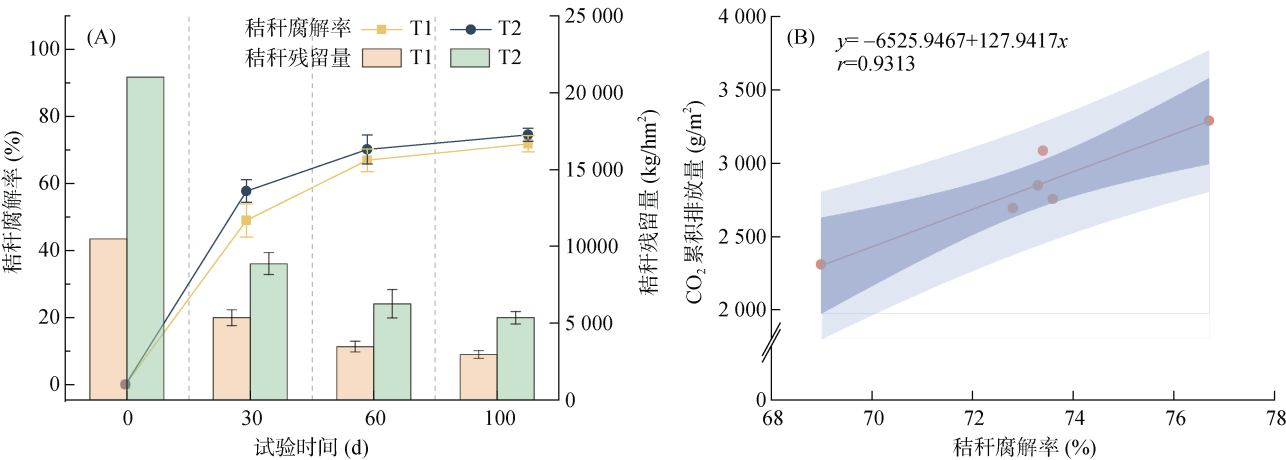 (A)
秸秆腐解率 T1 T2
秸秆残留量 T1 T2
秸秆腐解率 (%)
100
80
60
40
20
0
0 30 60 100
试验时间 (d)
25 000
20 000
15 000
10000
5 000
0
秸秆残留量 (kg/hm²)
(B)
y= −6525.9467+127.9417x
r=0.9313
CO₂ 累积排放量 (g/m²)
4 000
3 500
3 000
2 500
2 000
0
68 70 72 74 76 78
秸秆腐解率 (%)